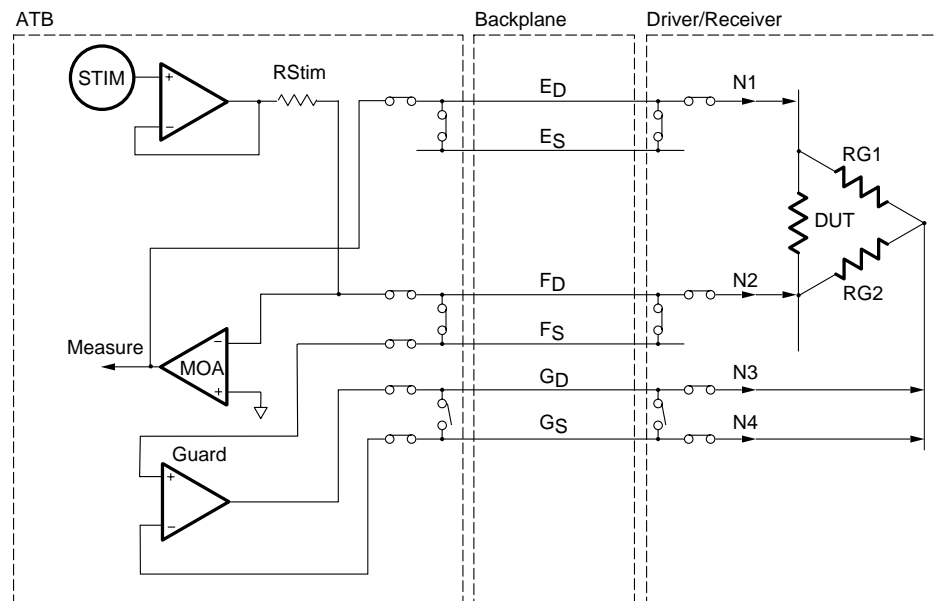 ATB
Backplane
Driver/Receiver
STIM
+
−
RStim
ED
N1
ES
RG1
DUT
FD
N2
RG2
FS
Measure
MOA
−
+
GD
N3
GS
N4
Guard
+
−